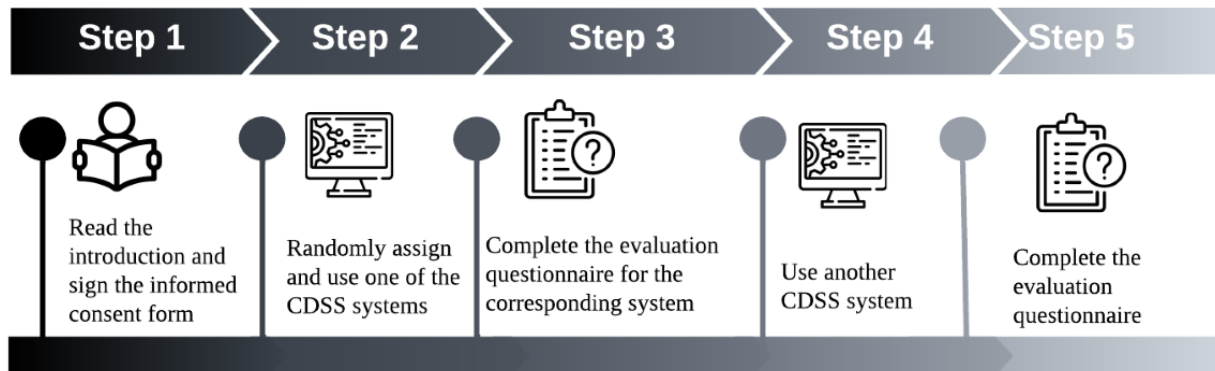 Step 1
Step 2
Step 3
Step 4
Step 5
Read the
introduction and
sign the informed
consent form
Randomly assign
and use one of the
CDSS systems
Complete the evaluation
questionnaire for the
corresponding system
Use another
CDSS system
Complete the
evaluation
questionnaire
?
?